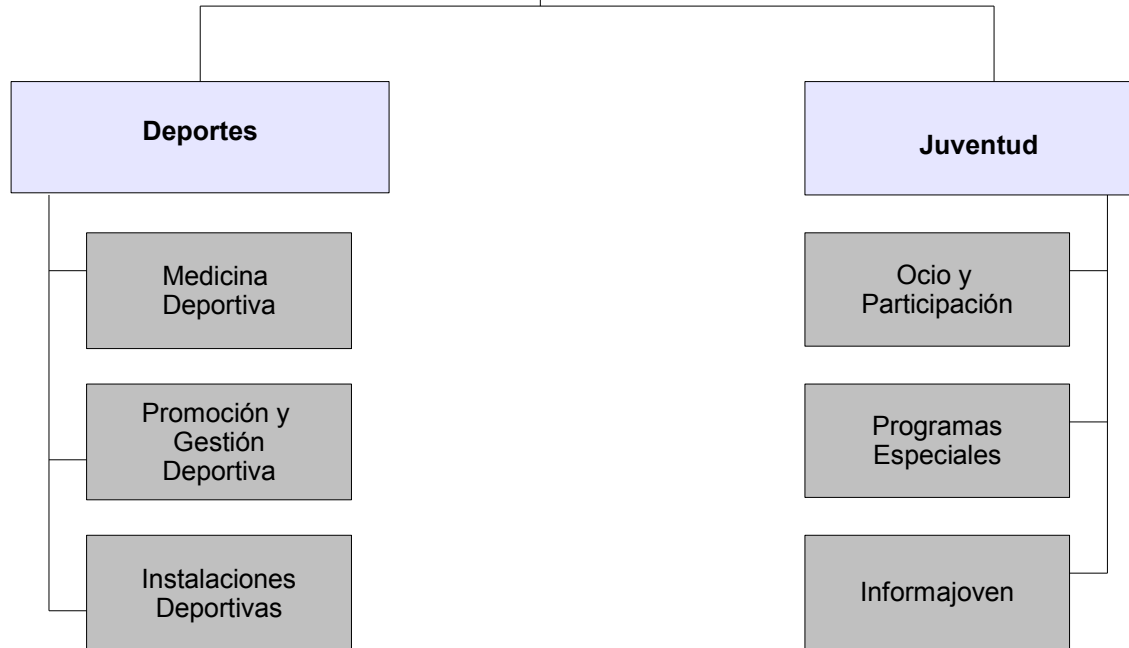 Deportes
Juventud
Medicina
Deportiva
Ocio y
Participación
Promoción y
Gestión
Deportiva
Programas
Especiales
Instalaciones
Deportivas
Informajoven